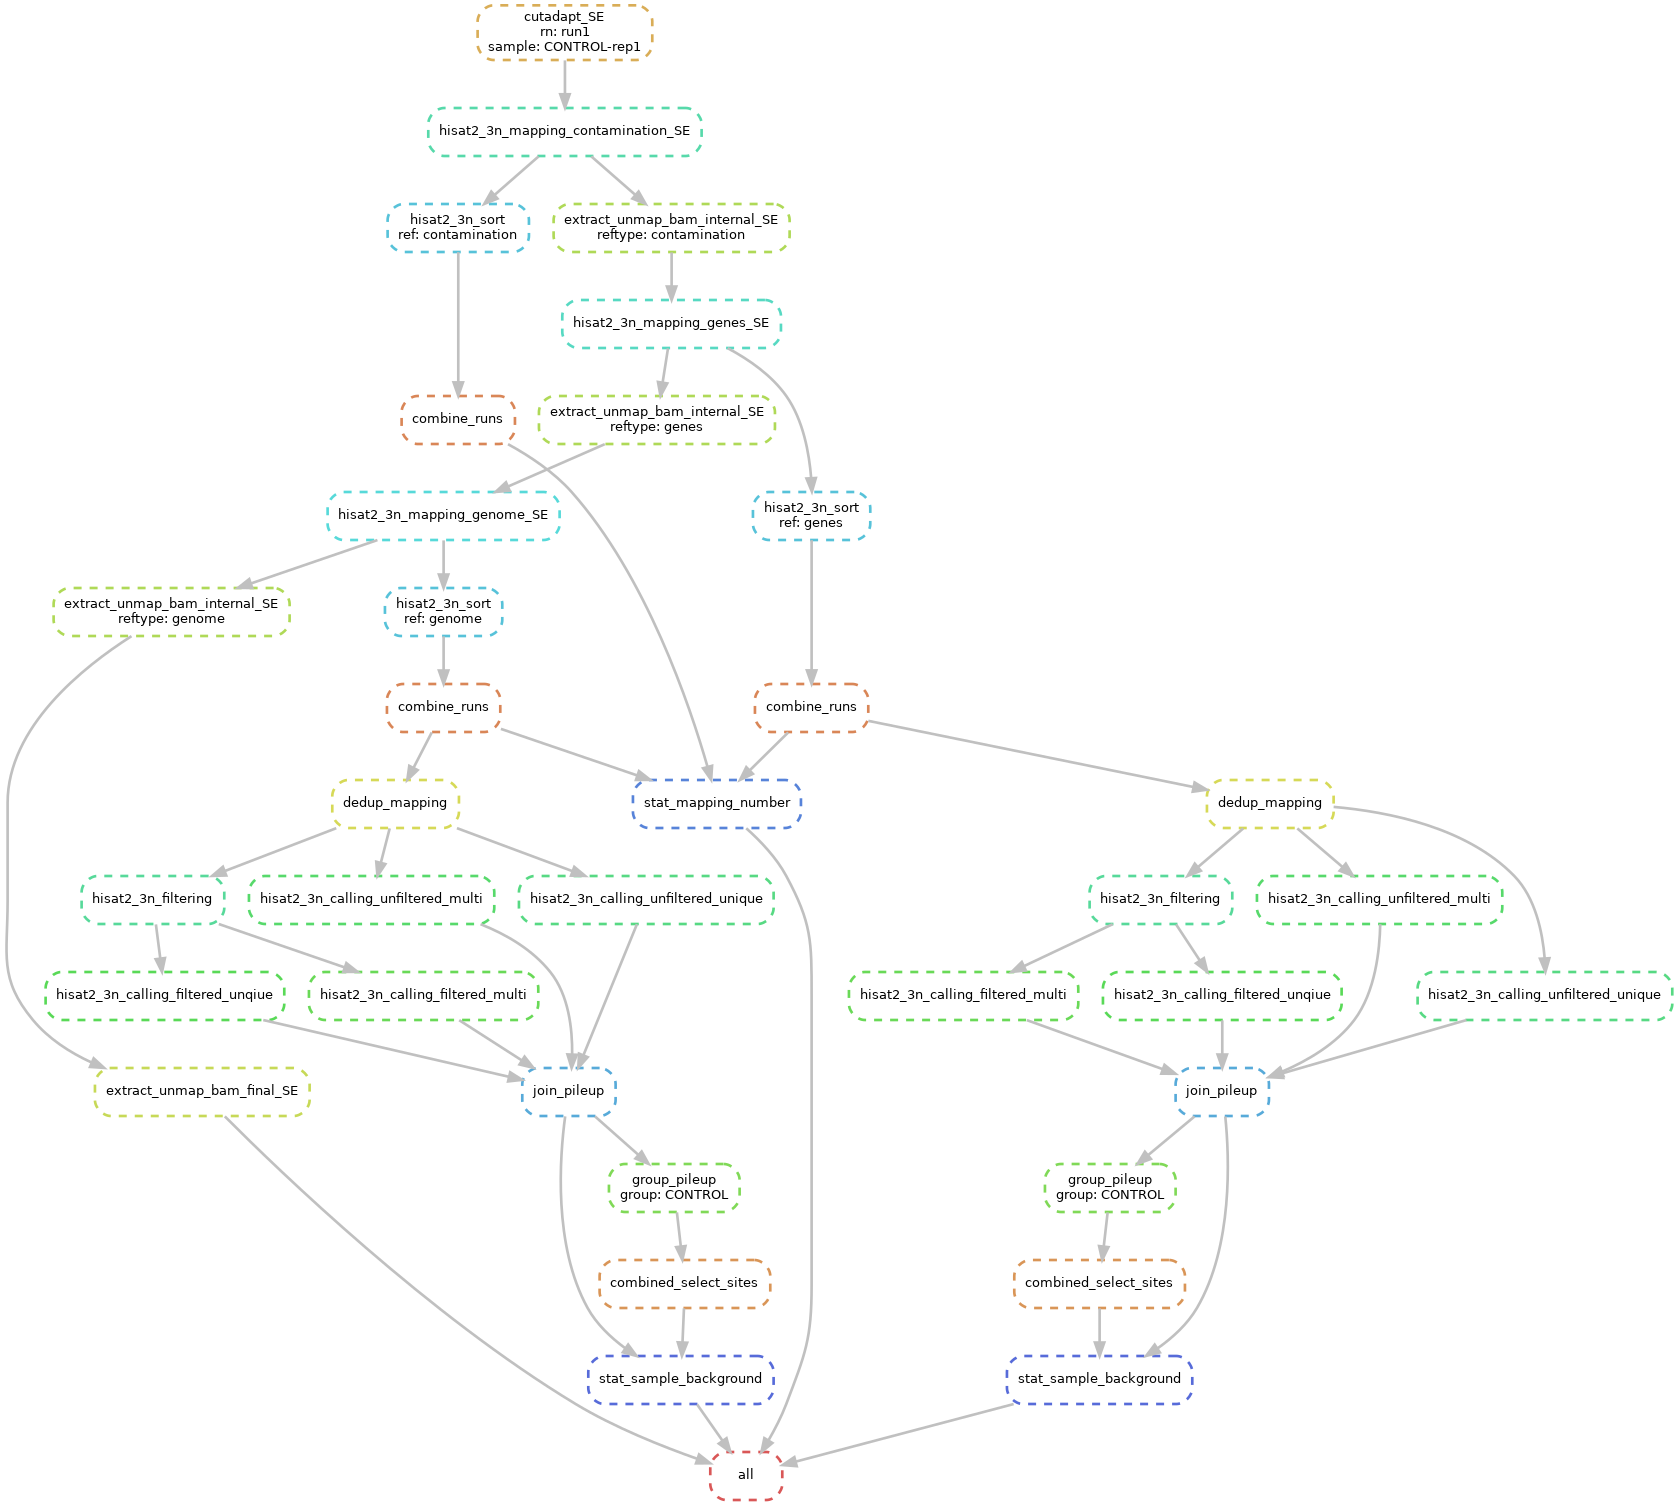 cutadapt_SE
rn: run1
sample: CONTROL-rep1
hisat2_3n_mapping_contamination_SE
hisat2_3n_sort
ref: contamination
extract_unmap_bam_internal_SE
reftype: contamination
hisat2_3n_mapping_genes_SE
combine_runs
extract_unmap_bam_internal_SE
reftype: genes
hisat2_3n_mapping_genome_SE
hisat2_3n_sort
ref: genes
extract_unmap_bam_internal_SE
reftype: genome
hisat2_3n_sort
ref: genome
combine_runs
combine_runs
dedup_mapping
stat_mapping_number
dedup_mapping
hisat2_3n_filtering
hisat2_3n_calling_unfiltered_multi
hisat2_3n_calling_unfiltered_unique
hisat2_3n_filtering
hisat2_3n_calling_unfiltered_multi
hisat2_3n_calling_filtered_unqiue
hisat2_3n_calling_filtered_multi
hisat2_3n_calling_filtered_multi
hisat2_3n_calling_filtered_unqiue
hisat2_3n_calling_unfiltered_unique
extract_unmap_bam_final_SE
join_pileup
join_pileup
group_pileup
group: CONTROL
group_pileup
group: CONTROL
combined_select_sites
combined_select_sites
stat_sample_background
stat_sample_background
all